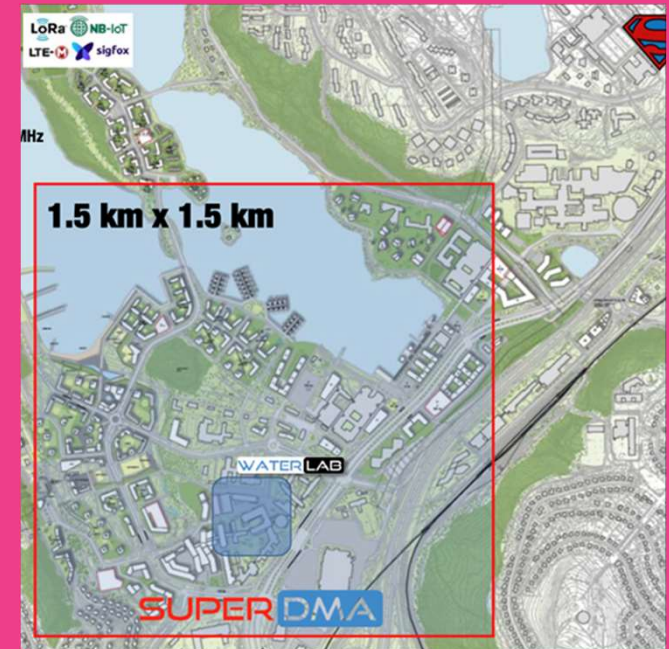 LoRa NB-IoT
LTE-M sigfox
MHz
1.5 km x 1.5 km
WATER LAB
SUPER DMA